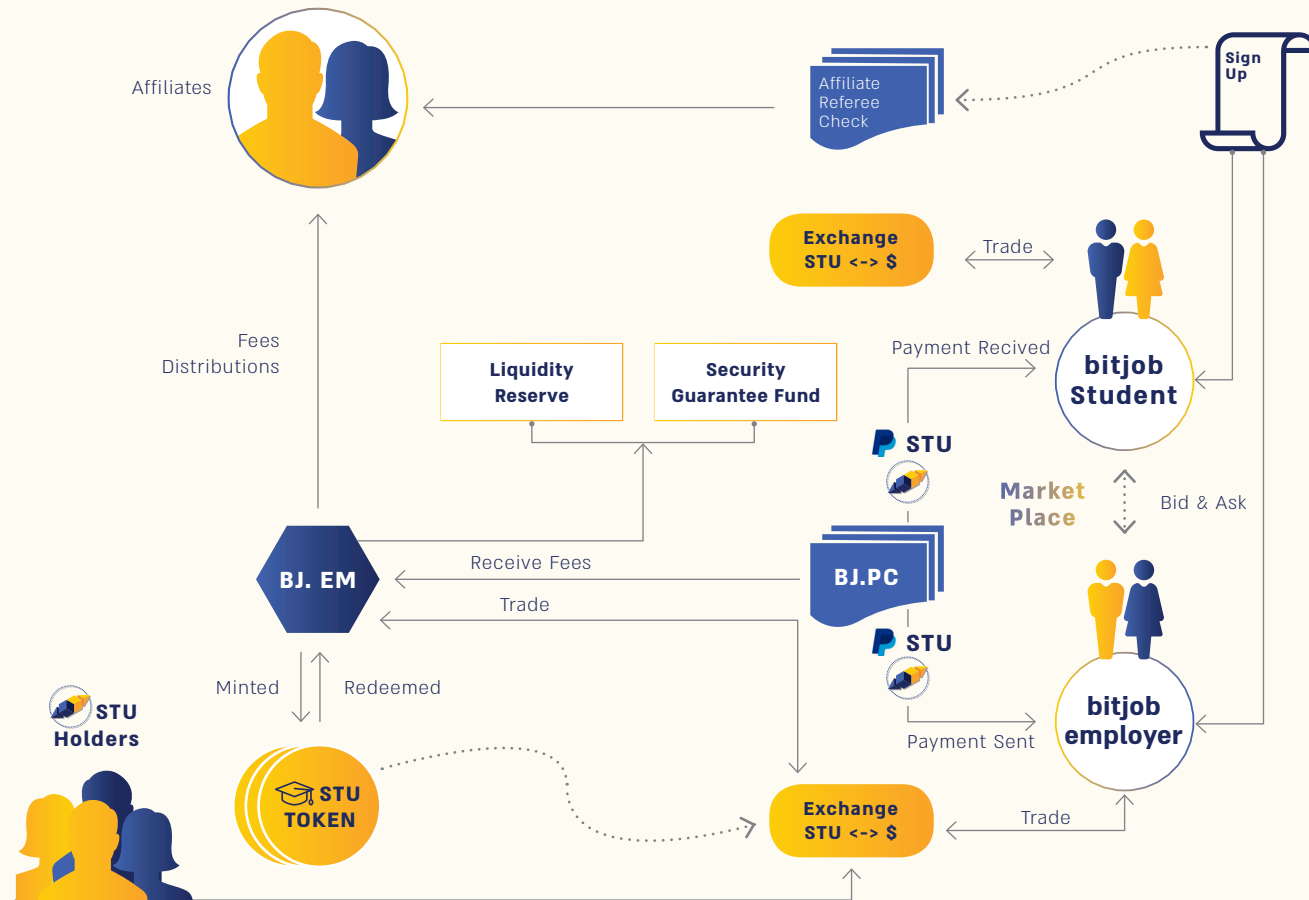 Affiliates
Affiliate
Referee
Check
Sign
Up
Exchange
STU <-> $
Trade
Fees
Distributions
Liquidity
Reserve
Security
Guarantee Fund
Payment Recived
bitjob
Student
STU
Market
Place
Bid & Ask
BJ. EM
Receive Fees
BJ.PC
Trade
STU
Minted
Redeemed
STU
Holders
Payment Sent
bitjob
employer
STU
TOKEN
Exchange
STU <-> $
Trade